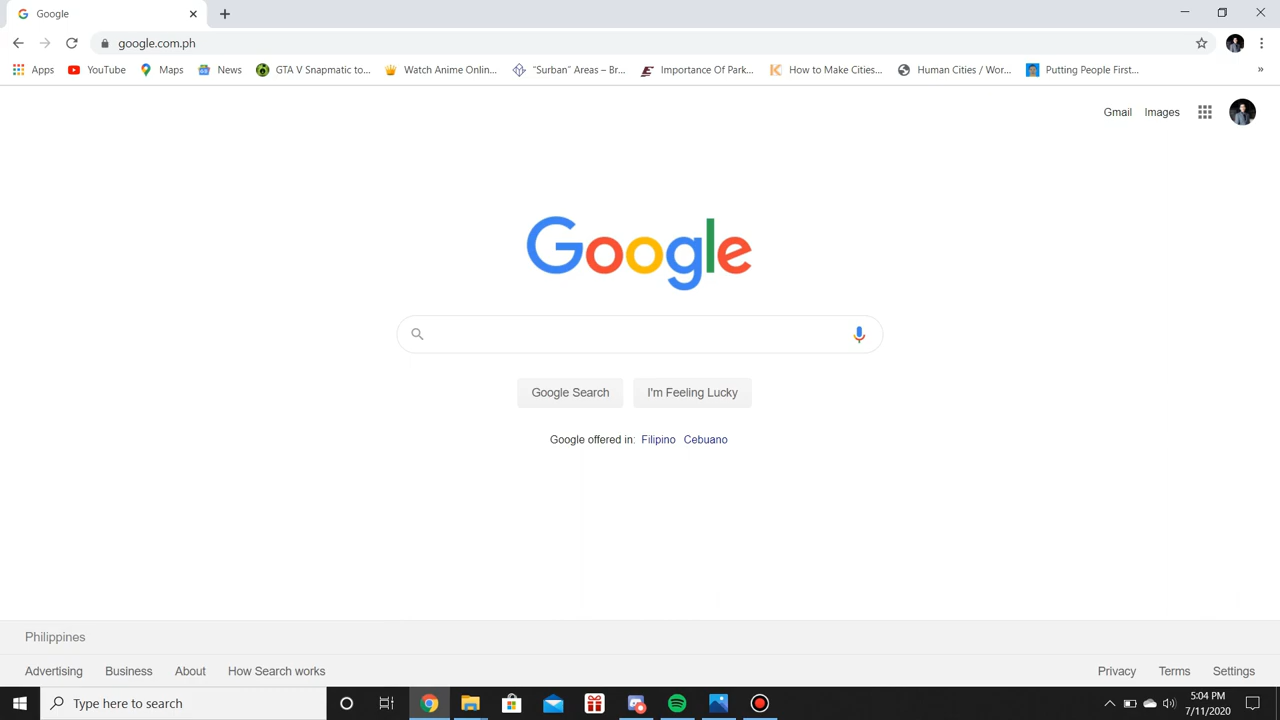 Google
google.com.ph
Apps YouTube Maps News GTA V Snapmatic to... Watch Anime Onlin... "Surban" Areas – Br... Importance Of Park... How to Make Cities... Human Cities / Wor... Putting People First... »
Gmail Images
Google
Google Search I'm Feeling Lucky
Google offered in: Filipino Cebuano
Philippines
Advertising Business About How Search works Privacy Terms Settings
Type here to search
5:04 PM
7/11/2020